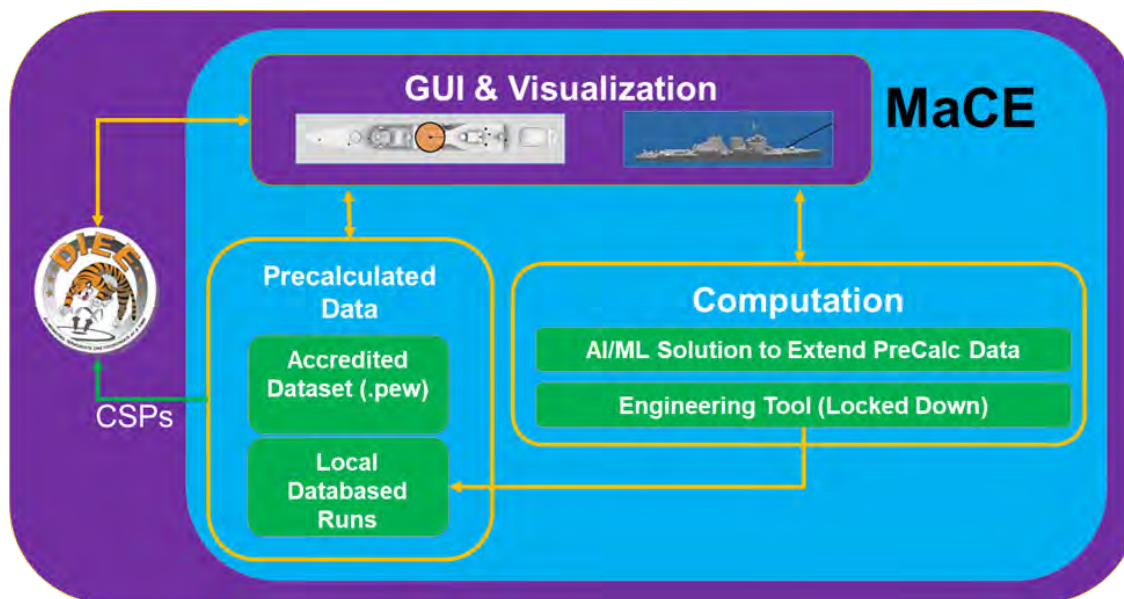 GUI & Visualization
MaCE
DIEE
Precalculated
Data
Accredited
Dataset (.pew)
Local
Databased
Runs
CSPs
Computation
AI/ML Solution to Extend PreCalc Data
Engineering Tool (Locked Down)